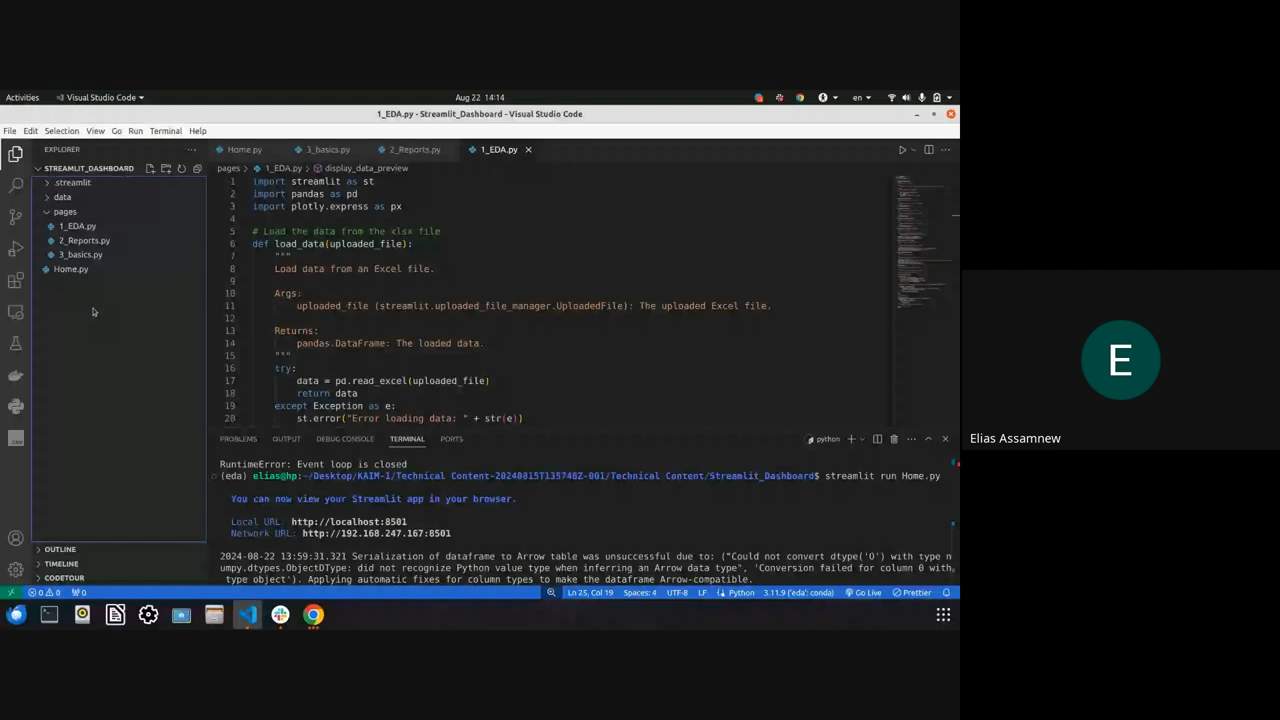 Activities
Visual Studio Code
Aug 22 14:14
en
1_EDA.py - Streamlit_Dashboard - Visual Studio Code
File Edit Selection View Go Run Terminal Help
EXPLORER
STREAMLIT_DASHBOARD
.streamlit
data
pages
1_EDA.py
2_Reports.py
3_basics.py
Home.py
OUTLINE
TIMELINE
CODETOUR
Home.py 3_basics.py 2_Reports.py 1_EDA.py
pages > 1_EDA.py > display_data_preview
1 import streamlit as st
2 import pandas as pd
3 import plotly.express as px
4
5 # Load the data from the xlsx file
6 def load_data(uploaded_file):
7 """
8 Load data from an Excel file.
9
10 Args:
11 uploaded_file (streamlit.uploaded_file_manager.UploadedFile): The uploaded Excel file.
12
13 Returns:
14 pandas.DataFrame: The loaded data.
15 """
16 try:
17 data = pd.read_excel(uploaded_file)
18 return data
19 except Exception as e:
20 st.error("Error loading data: " + str(e))
PROBLEMS OUTPUT DEBUG CONSOLE TERMINAL PORTS
python
RuntimeError: Event loop is closed
(eda) elias@hp:~/Desktop/KAIM-1/Technical Content-20240815T135748Z-001/Technical Content/Streamlit_Dashboard$ streamlit run Home.py
You can now view your Streamlit app in your browser.
Local URL: http://localhost:8501
Network URL: http://192.168.247.167:8501
2024-08-22 13:59:31.321 Serialization of dataframe to Arrow table was unsuccessful due to: ("Could not convert dtype('O') with type n
umpy.dtypes.ObjectDType: did not recognize Python value type when inferring an Arrow data type", 'Conversion failed for column 0 with
type object'). Applying automatic fixes for column types to make the dataframe Arrow-compatible.
0 0 0
Ln 25, Col 19 Spaces: 4 UTF-8 LF Python 3.11.9 ('eda': conda) Go Live Prettier
E
Elias Assamnew